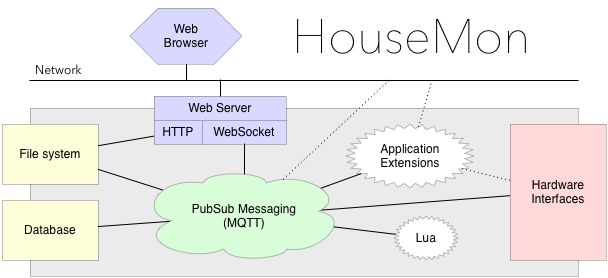 Web
Browser
HouseMon
Network
Web Server
HTTP
WebSocket
File system
Application
Extensions
Hardware
Interfaces
PubSub Messaging
(MQTT)
Database
Lua